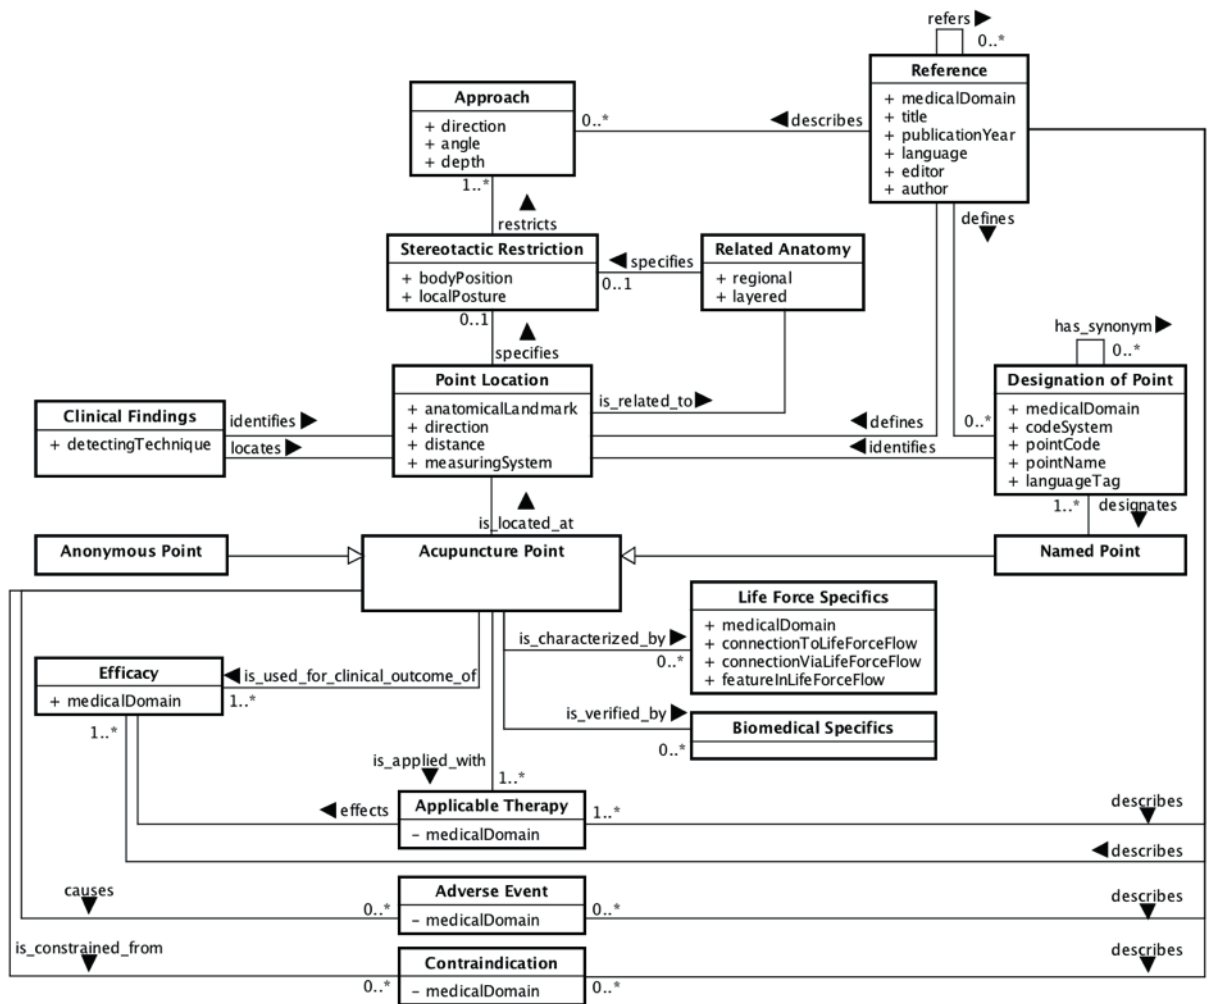 refers ▶
0..*
Reference
+ medicalDomain
+ title
+ publicationYear
+ language
+ editor
+ author
Approach
+ direction
+ angle
+ depth
0..*
◀ describes
1..*
▲
restricts
defines
▼
Stereotactic Restriction
+ bodyPosition
+ localPosture
◀ specifies
0..1
Related Anatomy
+ regional
+ layered
0..1
▲
specifies
has_synonym ▶
0..*
Point Location
+ anatomicalLandmark
+ direction
+ distance
+ measuringSystem
is_related_to ▶
Designation of Point
+ medicalDomain
+ codeSystem
+ pointCode
+ pointName
+ languageTag
0..*
Clinical Findings
+ detectingTechnique
identifies ▶
locates ▶
◀ defines
◀ identifies
1..*
designates
▼
▲
is_located_at
Anonymous Point
Acupuncture Point
Named Point
Life Force Specifics
+ medicalDomain
+ connectionToLifeForceFlow
+ connectionViaLifeForceFlow
+ featureInLifeForceFlow
is_characterized_by ▶
0..*
Efficacy
+ medicalDomain
◀ is_used_for_clinical_outcome_of
1..*
1..*
is_verified_by ▶
0..*
Biomedical Specifics
is_applied_with
▼
1..*
Applicable Therapy
- medicalDomain
◀ effects
1..*
describes
▼
◀ describes
causes
▼
0..*
Adverse Event
- medicalDomain
0..*
describes
▼
is_constrained_from
▼
0..*
Contraindication
- medicalDomain
0..*
describes
▼